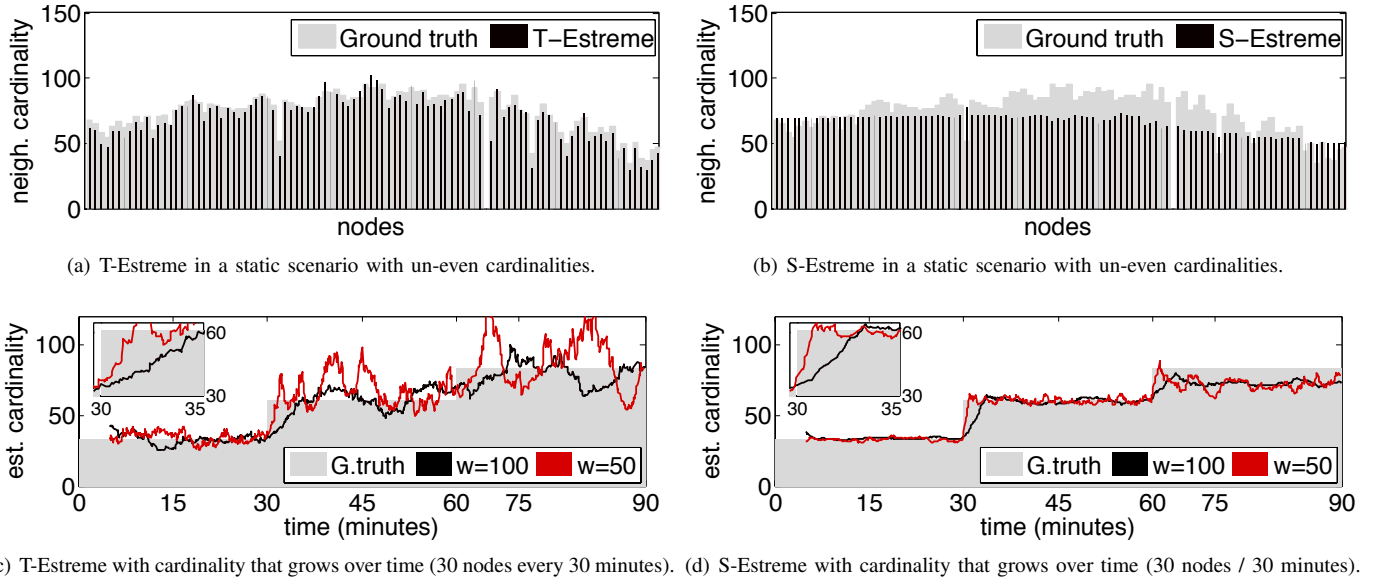 150
100
50
0
neigh. cardinality
Ground truth T-Estreme
nodes
(a) T-Estreme in a static scenario with un-even cardinalities.
150
100
50
0
neigh. cardinality
Ground truth S-Estreme
nodes
(b) S-Estreme in a static scenario with un-even cardinalities.
100
50
0
est. cardinality
60
30
30 35
G.truth w=100 w=50
0 15 30 45 60 75 90
time (minutes)
c) T-Estreme with cardinality that grows over time (30 nodes every 30 minutes).
100
50
0
est. cardinality
60
30
30 35
G.truth w=100 w=50
0 15 30 45 60 75 90
time (minutes)
(d) S-Estreme with cardinality that grows over time (30 nodes / 30 minutes).